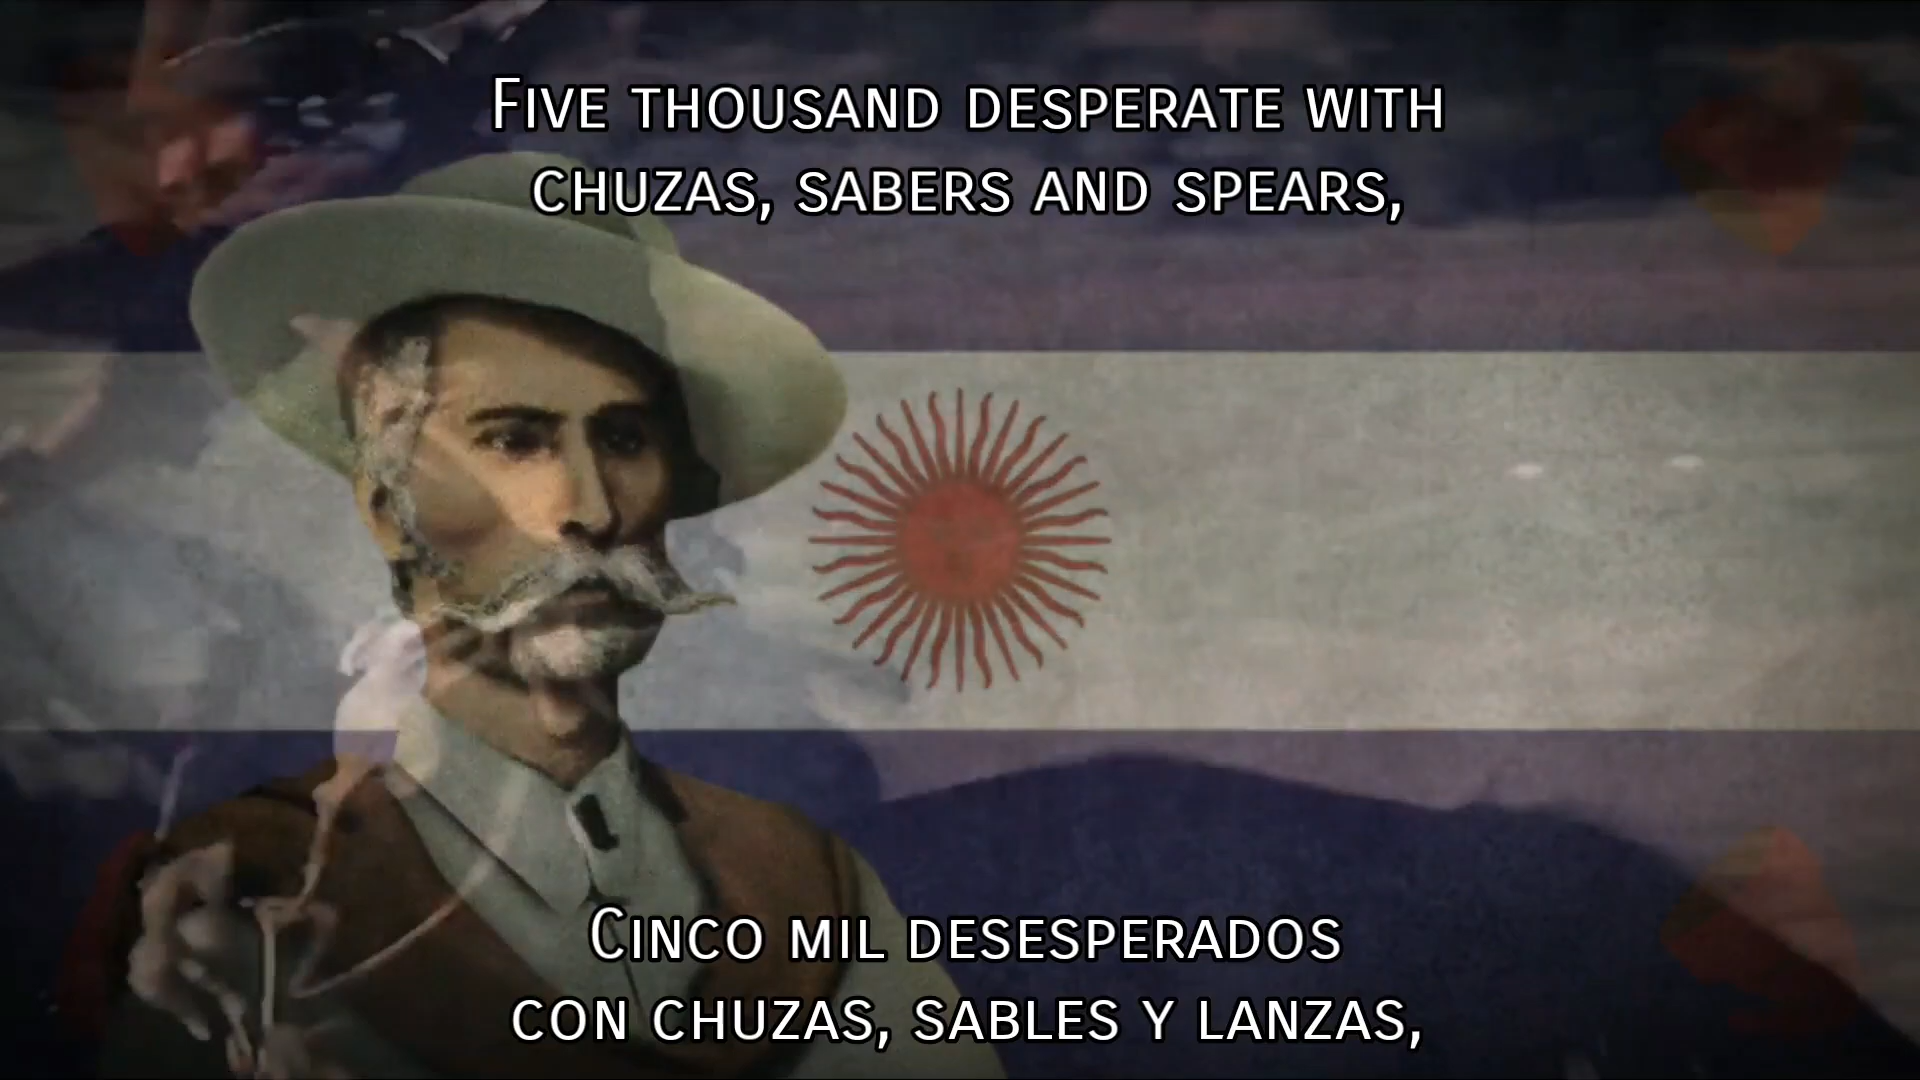 Five thousand desperate with
chuzas, sabers and spears,
Cinco mil desesperados
con chuzas, sables y lanzas,